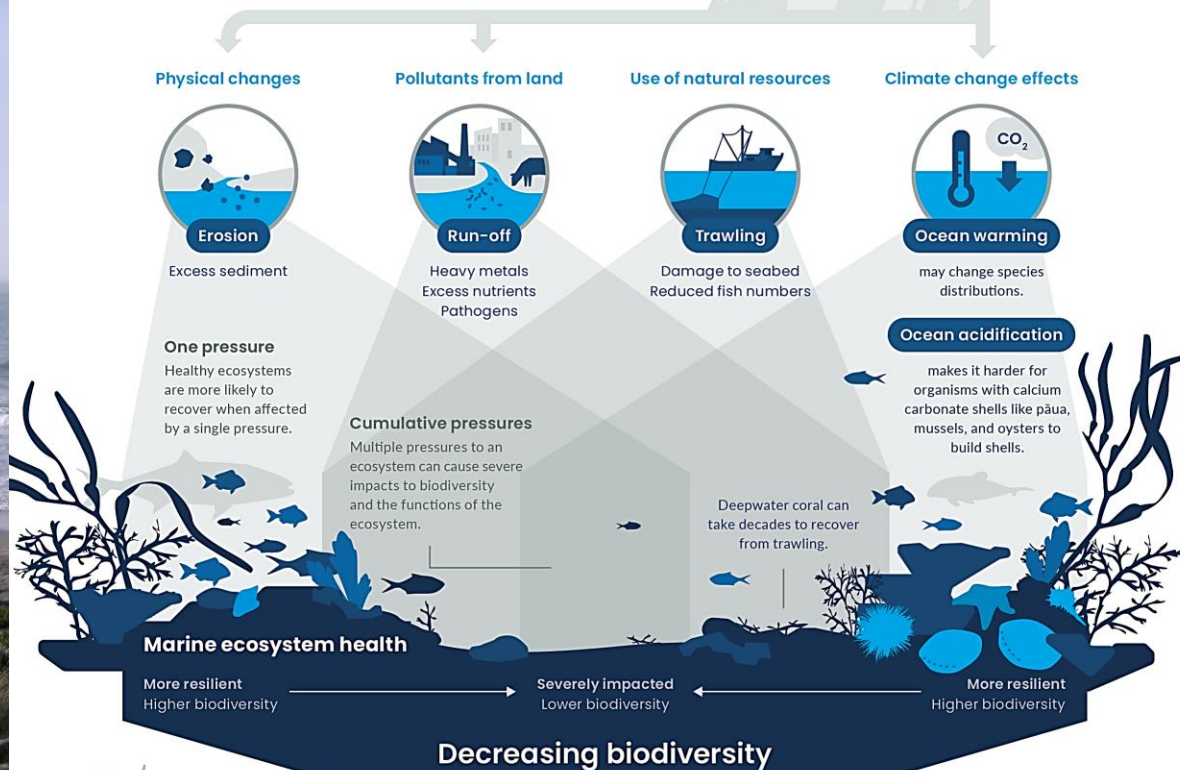 Physical changes
Pollutants from land
Use of natural resources
Climate change effects
CO₂
Erosion
Run-off
Trawling
Ocean warming
Excess sediment
Heavy metals
Excess nutrients
Pathogens
Damage to seabed
Reduced fish numbers
may change species
distributions.
Ocean acidification
makes it harder for
organisms with calcium
carbonate shells like pāua,
mussels, and oysters to
build shells.
One pressure
Healthy ecosystems
are more likely to
recover when affected
by a single pressure.
Cumulative pressures
Multiple pressures to an
ecosystem can cause severe
impacts to biodiversity
and the functions of the
ecosystem.
Deepwater coral can
take decades to recover
from trawling.
Marine ecosystem health
More resilient
Higher biodiversity
Severely impacted
Lower biodiversity
More resilient
Higher biodiversity
Decreasing biodiversity